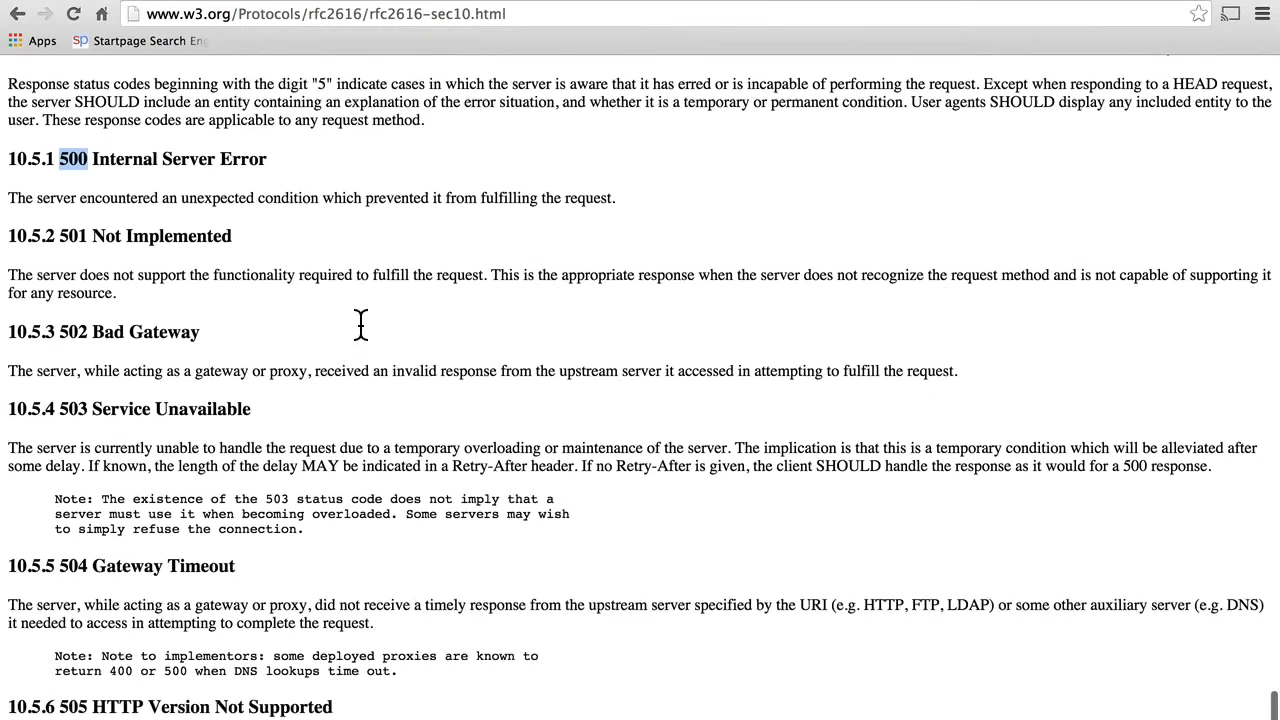 www.w3.org/Protocols/rfc2616/rfc2616-sec10.html
Apps Startpage Search Eng
Response status codes beginning with the digit "5" indicate cases in which the server is aware that it has erred or is incapable of performing the request. Except when responding to a HEAD request,
the server SHOULD include an entity containing an explanation of the error situation, and whether it is a temporary or permanent condition. User agents SHOULD display any included entity to the
user. These response codes are applicable to any request method.
10.5.1 500 Internal Server Error
The server encountered an unexpected condition which prevented it from fulfilling the request.
10.5.2 501 Not Implemented
The server does not support the functionality required to fulfill the request. This is the appropriate response when the server does not recognize the request method and is not capable of supporting it
for any resource.
10.5.3 502 Bad Gateway
The server, while acting as a gateway or proxy, received an invalid response from the upstream server it accessed in attempting to fulfill the request.
10.5.4 503 Service Unavailable
The server is currently unable to handle the request due to a temporary overloading or maintenance of the server. The implication is that this is a temporary condition which will be alleviated after
some delay. If known, the length of the delay MAY be indicated in a Retry-After header. If no Retry-After is given, the client SHOULD handle the response as it would for a 500 response.
Note: The existence of the 503 status code does not imply that a
server must use it when becoming overloaded. Some servers may wish
to simply refuse the connection.
10.5.5 504 Gateway Timeout
The server, while acting as a gateway or proxy, did not receive a timely response from the upstream server specified by the URI (e.g. HTTP, FTP, LDAP) or some other auxiliary server (e.g. DNS)
it needed to access in attempting to complete the request.
Note: Note to implementors: some deployed proxies are known to
return 400 or 500 when DNS lookups time out.
10.5.6 505 HTTP Version Not Supported